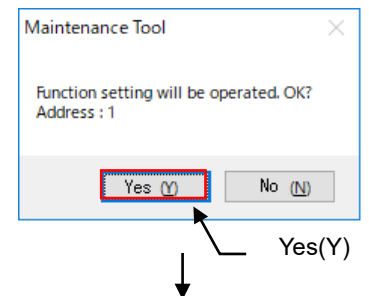 Maintenance Tool
Function setting will be operated. OK?
Address : 1
Yes (Y)
No (N)
Yes(Y)